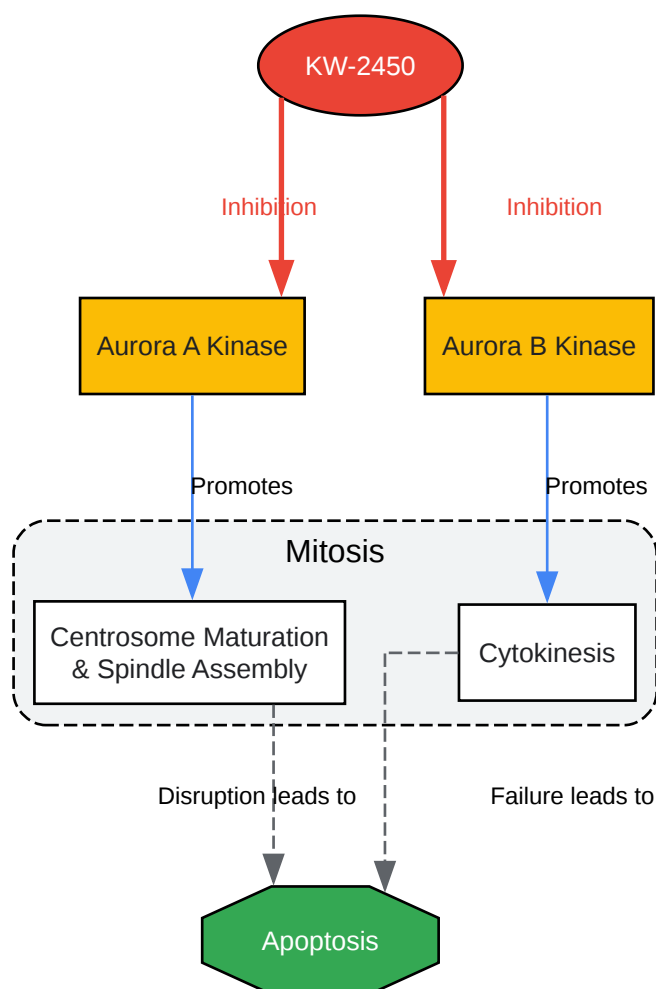 KW-2450
Inhibition
Inhibition
Aurora A Kinase
Aurora B Kinase
Promotes
Promotes
Mitosis
Centrosome Maturation
& Spindle Assembly
Cytokinesis
Disruption leads to
Failure leads to
Apoptosis